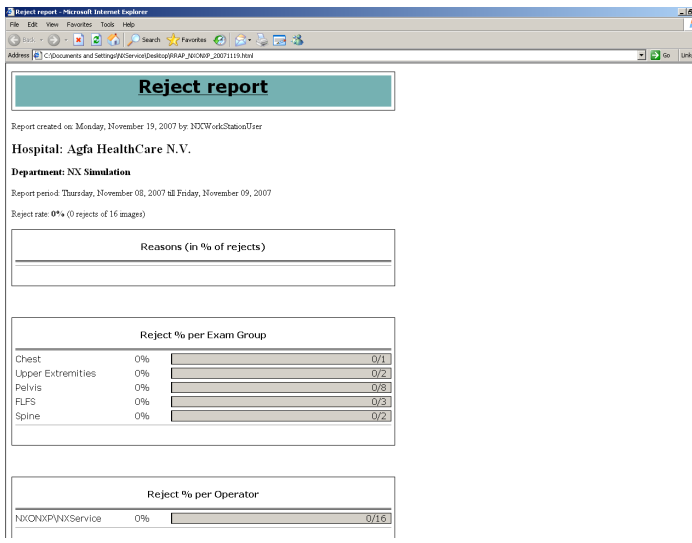 Reject report - Microsoft Internet Explorer
File Edit View Favorites Tools Help
Back Search Favorites
Address C:\Documents and Settings\NXService\Desktop\RRAP_NXONXP_20071119.html Go Link
Reject report
Report created on: Monday, November 19, 2007 by: NXWorkStationUser
Hospital: Agfa HealthCare N.V.
Department: NX Simulation
Report period: Thursday, November 08, 2007 till Friday, November 09, 2007
Reject rate: 0% (0 rejects of 16 images)
Reasons (in % of rejects)
Reject % per Exam Group
Chest 0% 0/1
Upper Extremities 0% 0/2
Pelvis 0% 0/8
FLFS 0% 0/3
Spine 0% 0/2
Reject % per Operator
NXONXP\NXService 0% 0/16